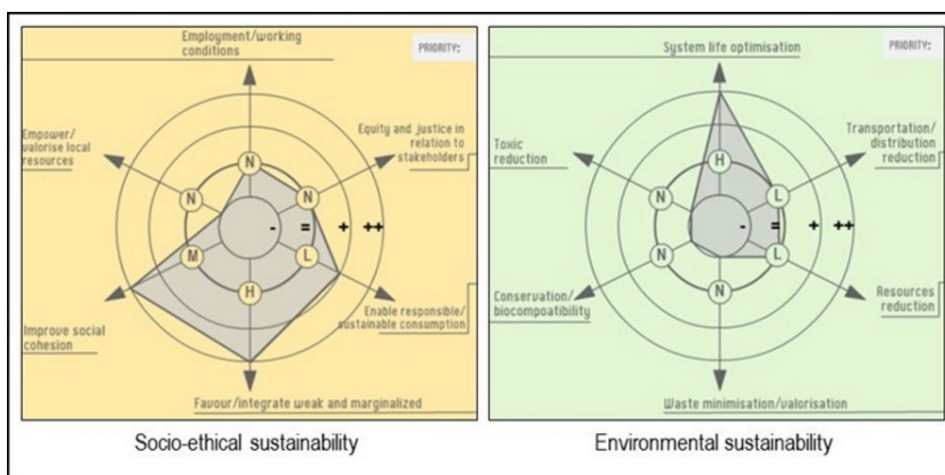 Employment/working
conditions
PRIORITY:
Empower/
valorise local
resources
Equity and justice in
relation to
stakeholders
N
N
N
- = + ++
M
L
H
Improve social
cohesion
Enable responsible/
sustainable consumption
Favour/integrate weak and marginalized
Socio-ethical sustainability
System life optimisation
PRIORITY:
Toxic
reduction
Transportation/
distribution
reduction
H
N
L
- = + ++
N
L
N
Conservation/
biocompoatibility
Resources
reduction
Waste minimisation/valorisation
Environmental sustainability